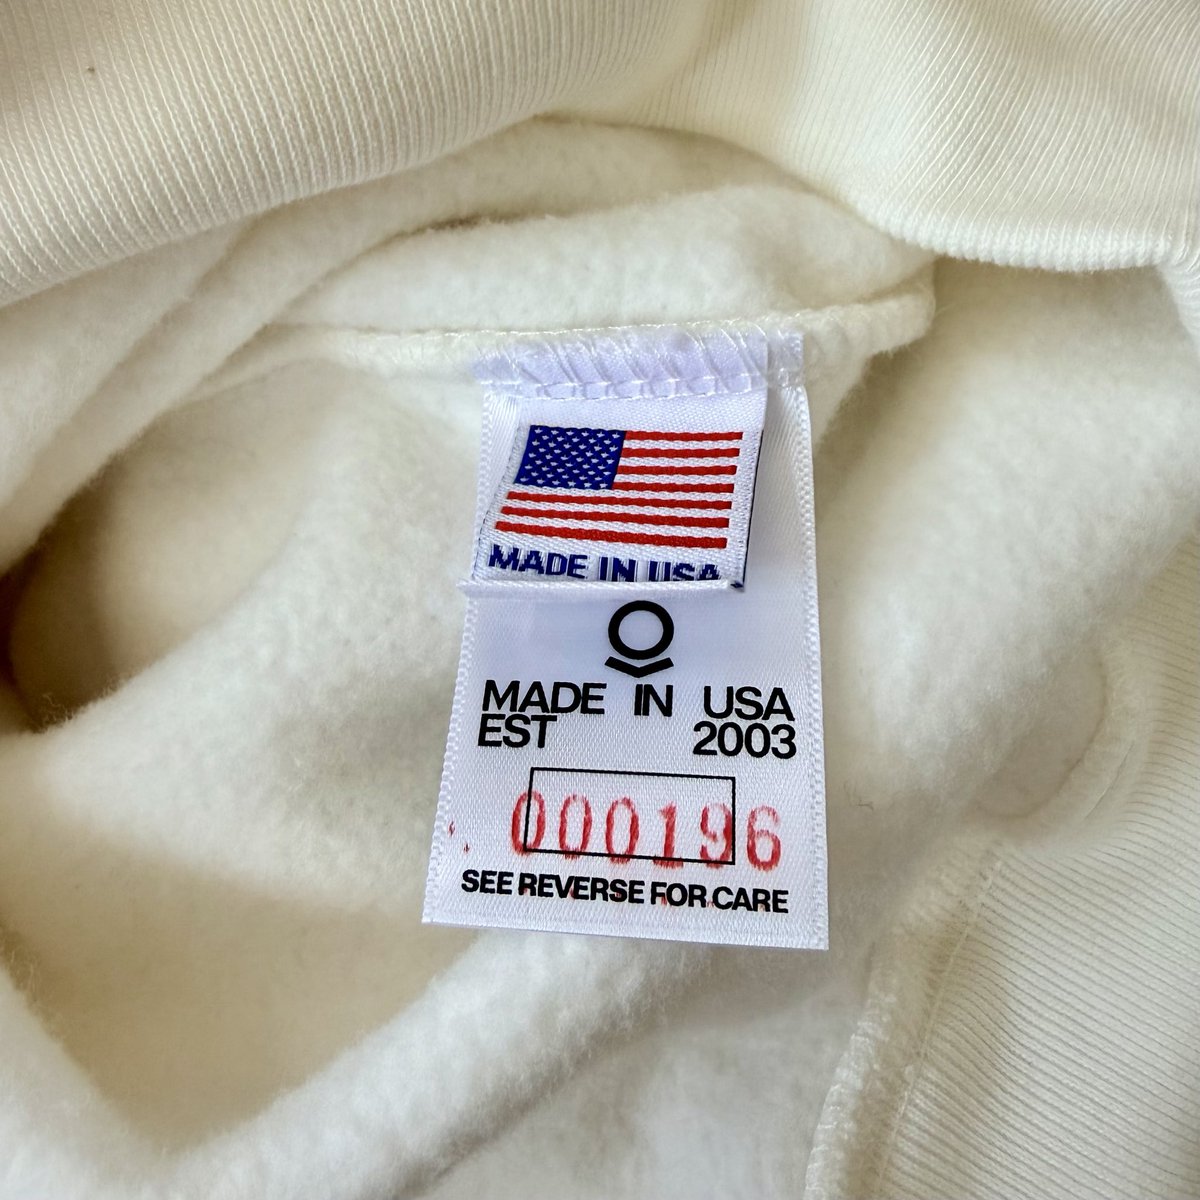 MADE IN USA
MADE IN USA
EST 2003
000196
SEE REVERSE FOR CARE